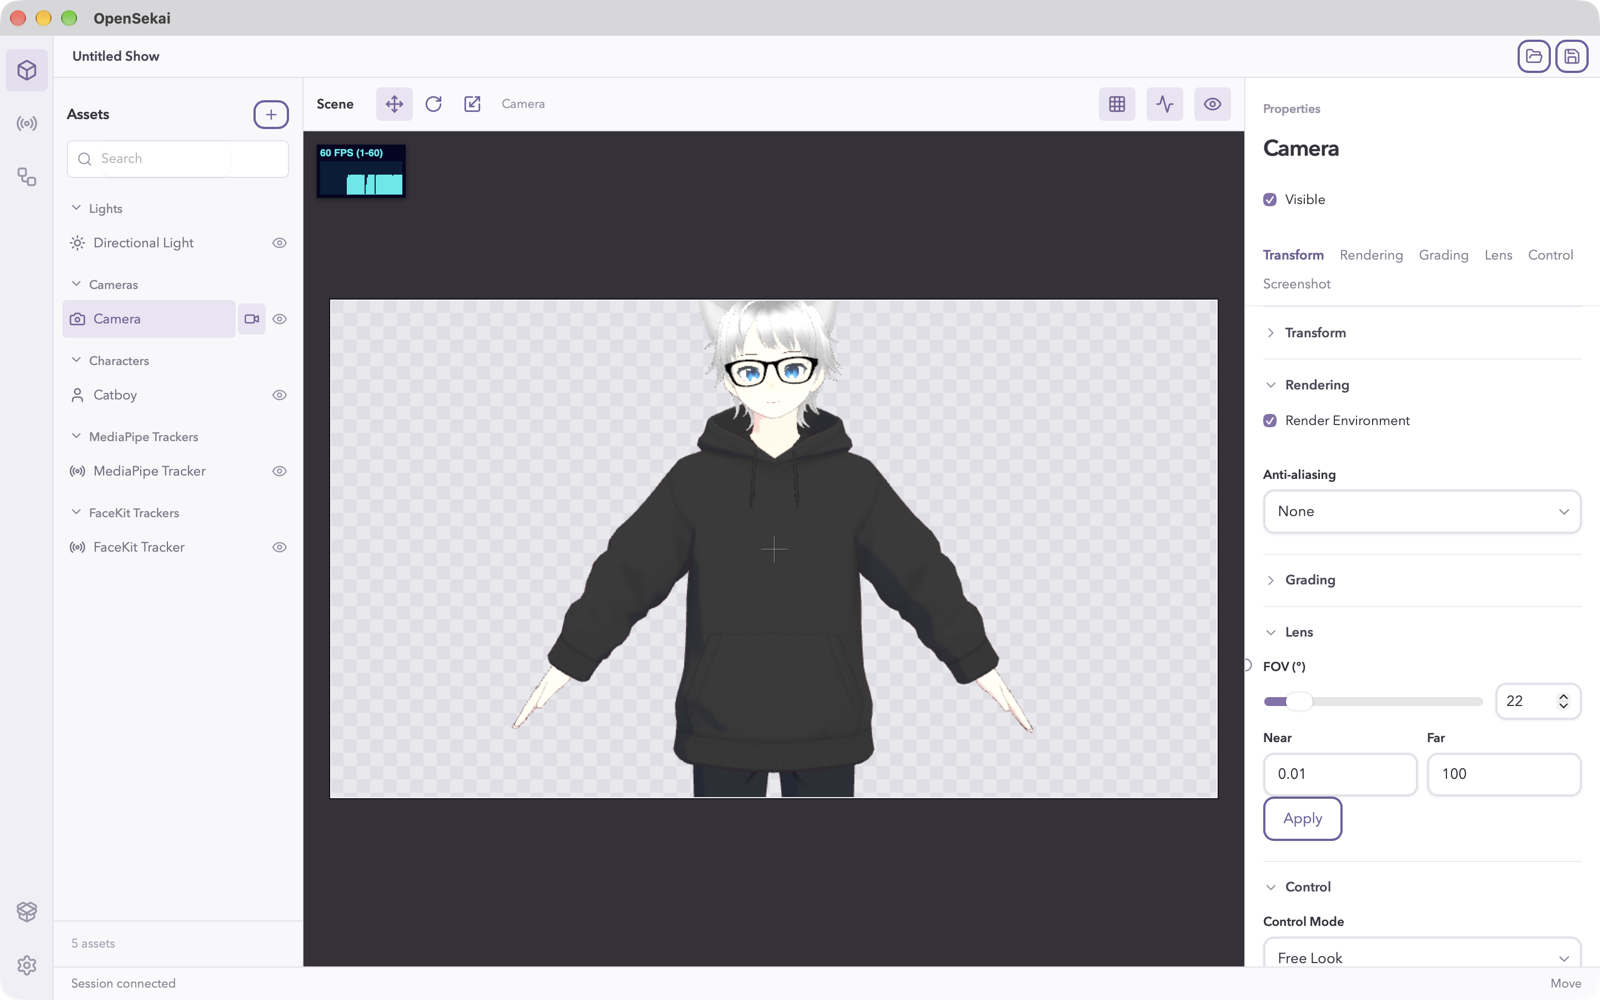 OpenSekai
Untitled Show
Assets
Search
Lights
Directional Light
Cameras
Camera
Characters
Catboy
MediaPipe Trackers
MediaPipe Tracker
FaceKit Trackers
FaceKit Tracker
5 assets
Session connected
Scene
Camera
60 FPS (1-60)
Properties
Camera
Visible
Transform Rendering Grading Lens Control
Screenshot
Transform
Rendering
Render Environment
Anti-aliasing
None
Grading
Lens
FOV (°)
22
Near Far
0.01 100
Apply
Control
Control Mode
Free Look
Move